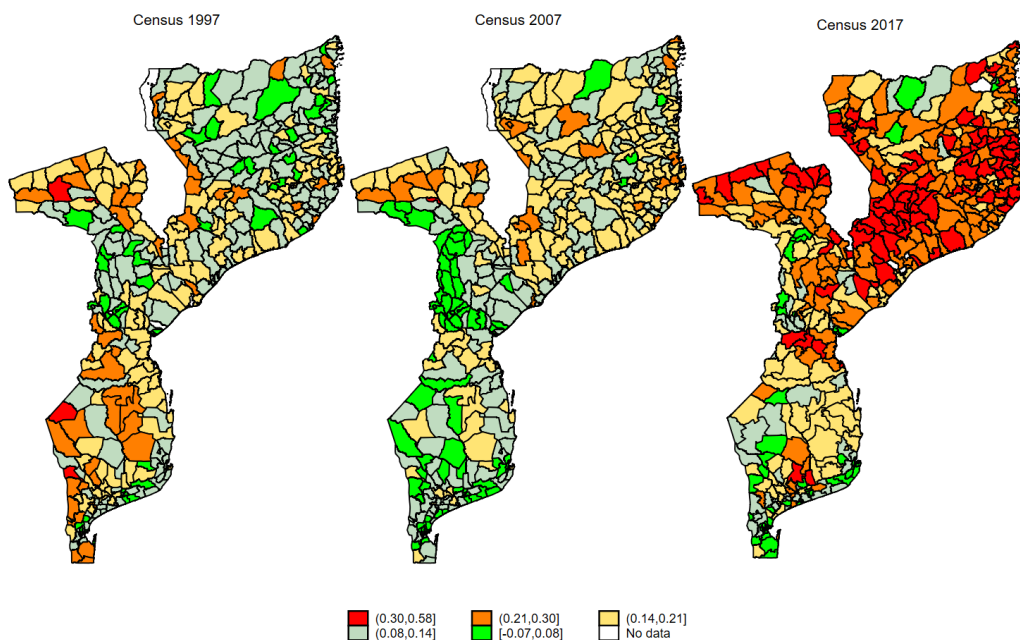 Census 1997
Census 2007
Census 2017
(0.30,0.58] (0.21,0.30] (0.14,0.21]
(0.08,0.14] [-0.07,0.08] No data